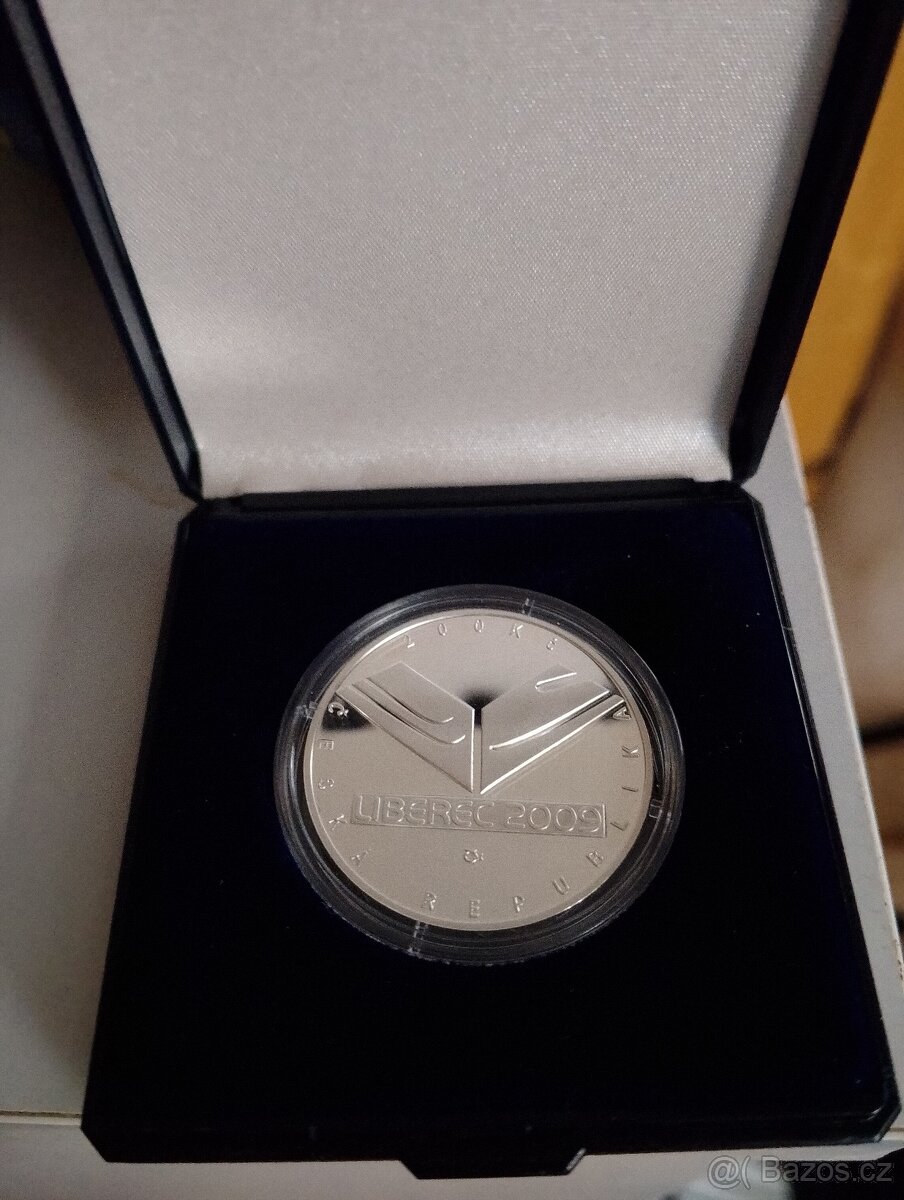 200 Kč
ČESKÁ REPUBLIKA
LIBEREC 2009
@( Bazos.cz